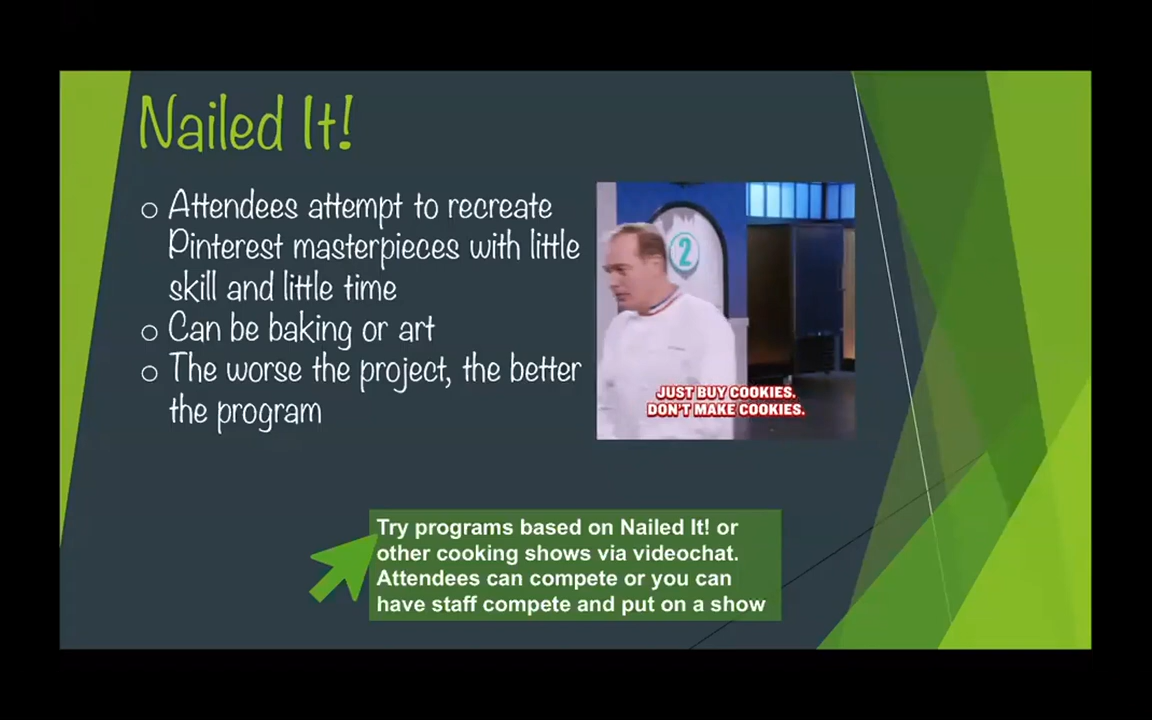 Nailed It!
o Attendees attempt to recreate
Pinterest masterpieces with little
skill and little time
o Can be baking or art
o The worse the project, the better
the program
2
JUST BUY COOKIES.
DON'T MAKE COOKIES.
Try programs based on Nailed It! or
other cooking shows via videochat.
Attendees can compete or you can
have staff compete and put on a show